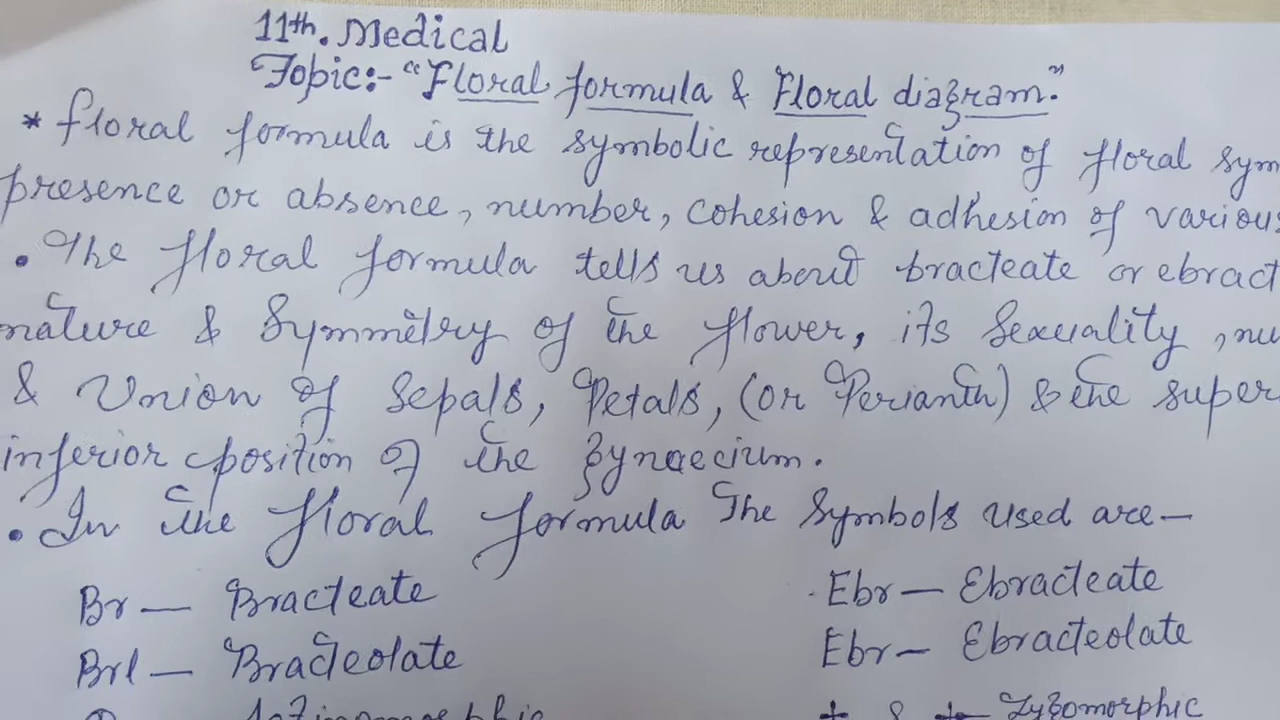 11th. Medical
Topic:- "Floral formula & Floral diagram."
* floral formula is the symbolic representation of floral sym
presence or absence, number, cohesion & adhesion of various
• The floral formula tells us about bracteate or ebract
nature & Symmetry of the flower, its Sexuality, nu
& Union of Sepals, Petals, (or Perianth) & the super
inferior position of the gynaecium.
• In the floral formula The Symbols used are—
Br — Bracteate Ebr — Ebracteate
Brl — Bracteolate Ebr — Ebracteolate
Actinomorphic + & + Zygomorphic